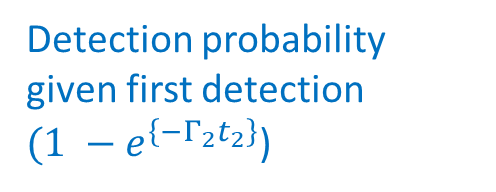 Detection probability
given first detection
(1 − e^{−Γ₂t₂})